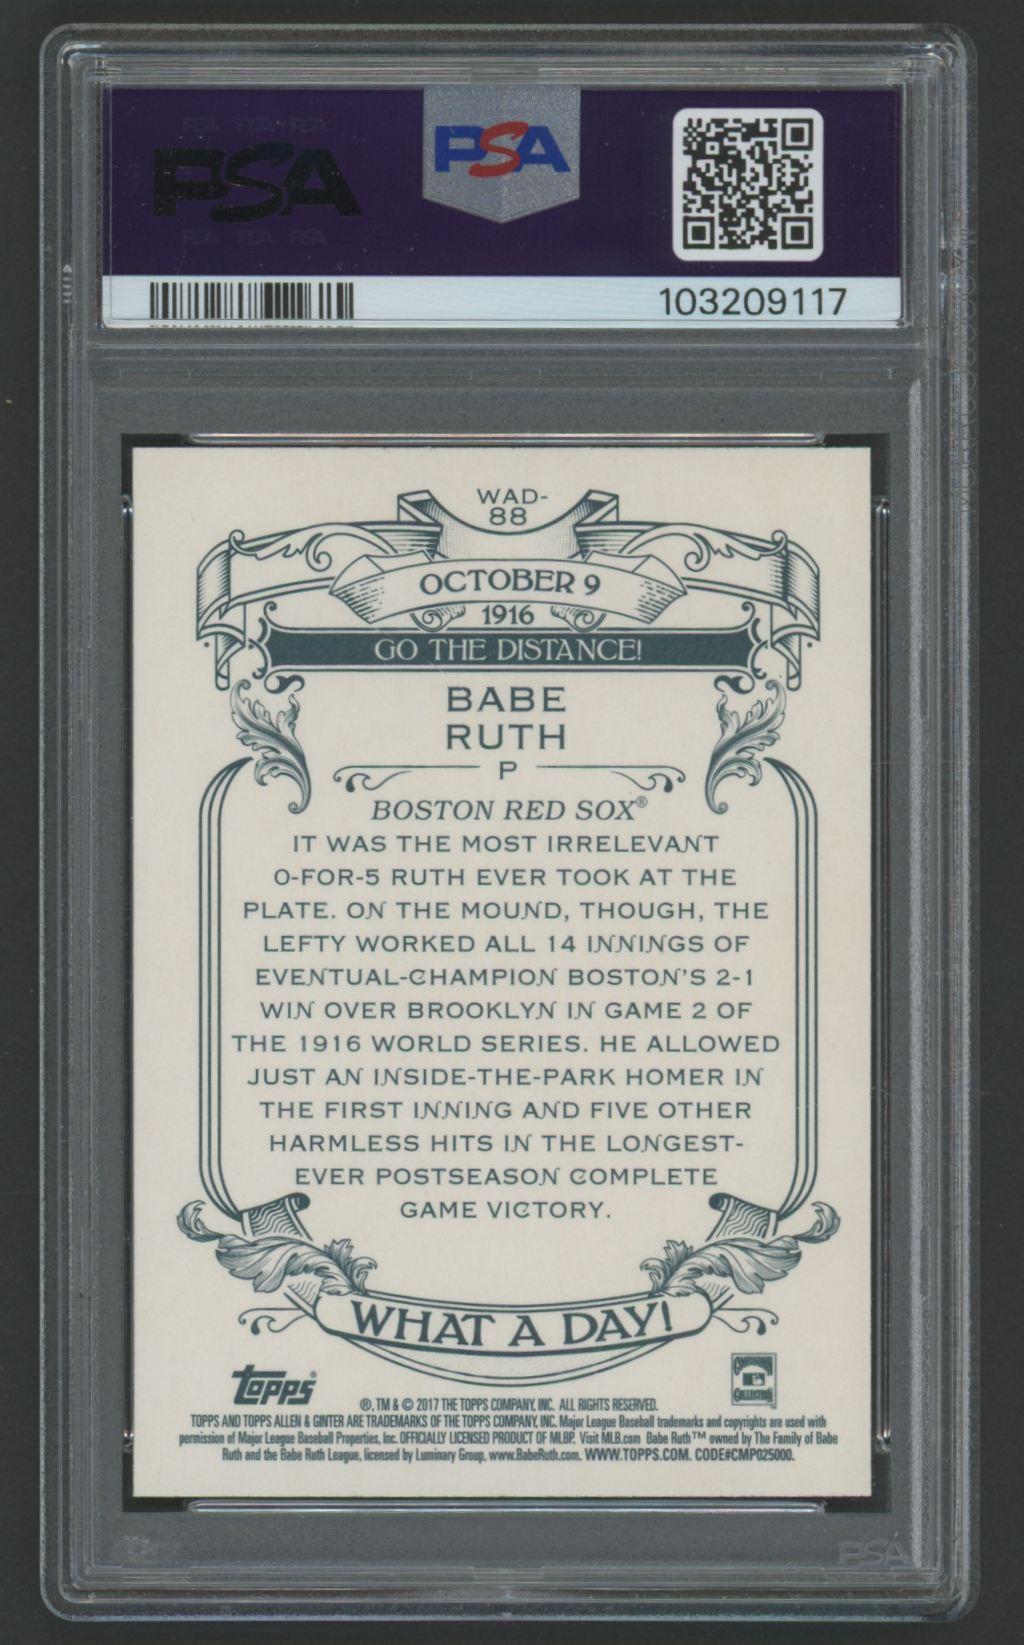 PSA PSA PSA
PSA
PSA PSA PSA
PSA
103209117
WAD-
88
OCTOBER 9
1916
GO THE DISTANCE!
BABE
RUTH
P
BOSTON RED SOX®
IT WAS THE MOST IRRELEVANT
0-FOR-5 RUTH EVER TOOK AT THE
PLATE. ON THE MOUND, THOUGH, THE
LEFTY WORKED ALL 14 INNINGS OF
EVENTUAL-CHAMPION BOSTON'S 2-1
WIN OVER BROOKLYN IN GAME 2 OF
THE 1916 WORLD SERIES. HE ALLOWED
JUST AN INSIDE-THE-PARK HOMER IN
THE FIRST INNING AND FIVE OTHER
HARMLESS HITS IN THE LONGEST-
EVER POSTSEASON COMPLETE
GAME VICTORY.
WHAT A DAY!
topps®
COOPERSTOWN
COLLECTION
®, TM & © 2017 THE TOPPS COMPANY, INC. ALL RIGHTS RESERVED.
TOPPS AND TOPPS ALLEN & GINTER ARE TRADEMARKS OF THE TOPPS COMPANY, INC. Major League Baseball trademarks and copyrights are used with
permission of Major League Baseball Properties, Inc. OFFICIALLY LICENSED PRODUCT OF MLBP. Visit MLB.com Babe Ruth™ owned by The Family of Babe
Ruth and the Babe Ruth League, licensed by Luminary Group, www.BabeRuth.com. WWW.TOPPS.COM. CODE#CMP025000.
PSA